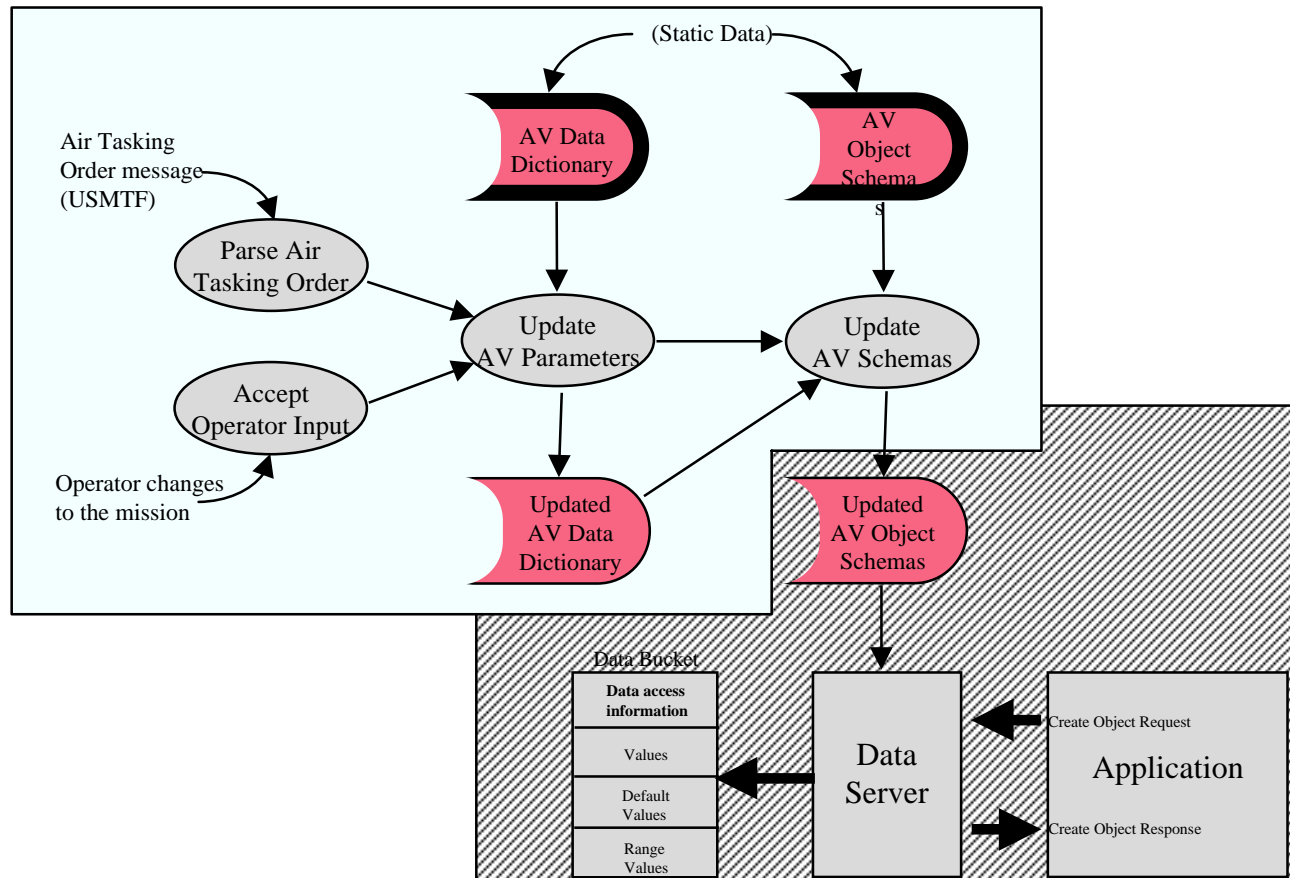 (Static Data)
AV Data
Dictionary
AV
Object
Schema
s
Air Tasking
Order message
(USMTF)
Parse Air
Tasking Order
Update
AV Parameters
Update
AV Schemas
Accept
Operator Input
Operator changes
to the mission
Updated
AV Data
Dictionary
Updated
AV Object
Schemas
Data Bucket
Data access
information
Values
Default
Values
Range
Values
Data
Server
Create Object Request
Application
Create Object Response